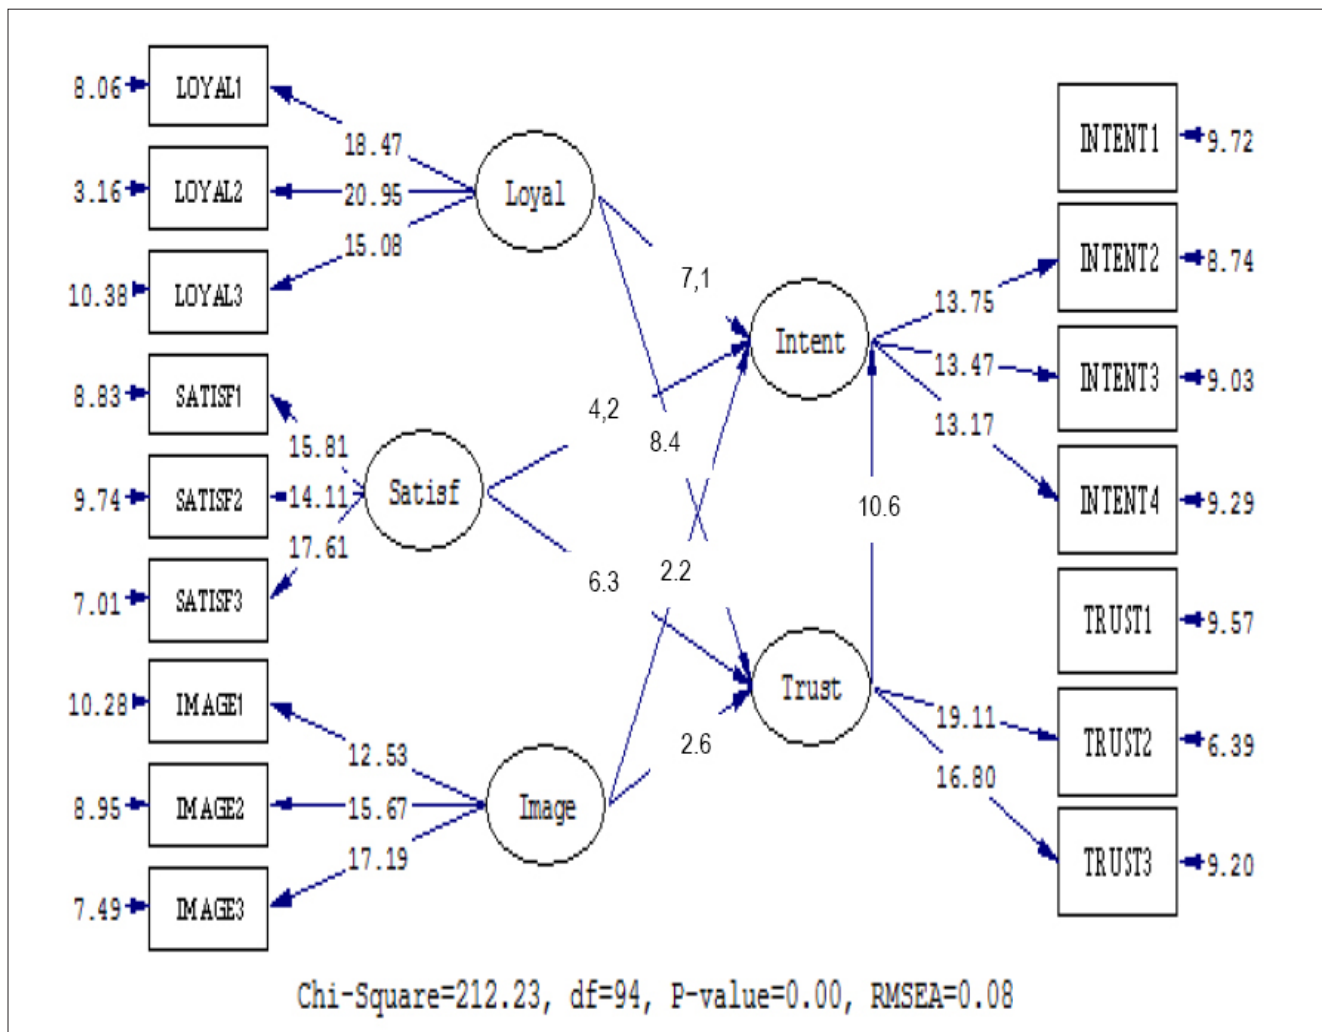 8.06 LOYAL1
18.47
3.16 LOYAL2
20.95
15.08
10.38 LOYAL3
Loyal
8.83 SATISF1
15.81
9.74 SATISF2
14.11
17.61
7.01 SATISF3
Satisf
10.28 IMAGE1
12.53
8.95 IMAGE2
15.67
17.19
7.49 IMAGE3
Image
7,1
4,2
8.4
6.3
2.2
2.6
10.6
Intent
Trust
INTENT1 9.72
INTENT2 8.74
13.75
INTENT3 9.03
13.47
13.17
INTENT4 9.29
TRUST1 9.57
19.11
TRUST2 6.39
16.80
TRUST3 9.20
Chi-Square=212.23, df=94, P-value=0.00, RMSEA=0.08